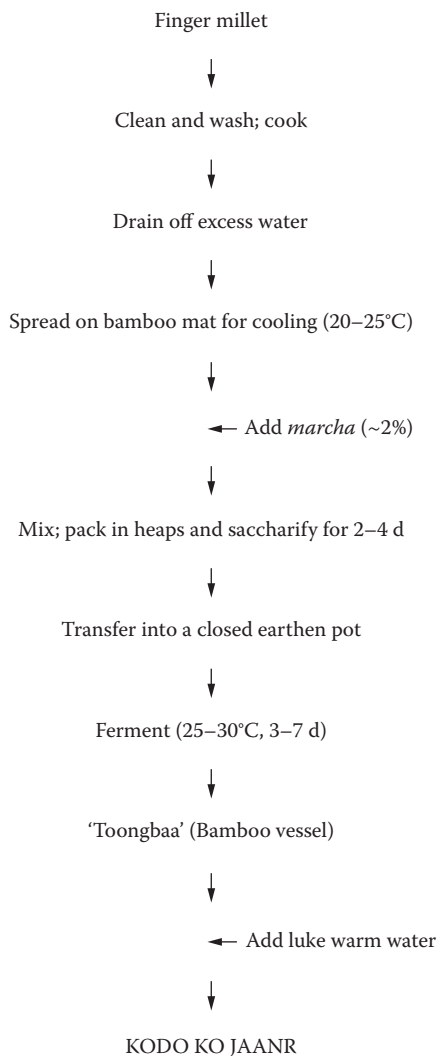 Finger millet
Clean and wash; cook
Drain off excess water
Spread on bamboo mat for cooling (20–25°C)
Add marcha (~2%)
Mix; pack in heaps and saccharify for 2–4 d
Transfer into a closed earthen pot
Ferment (25–30°C, 3–7 d)
‘Toongbaa’ (Bamboo vessel)
Add luke warm water
KODO KO JAANR